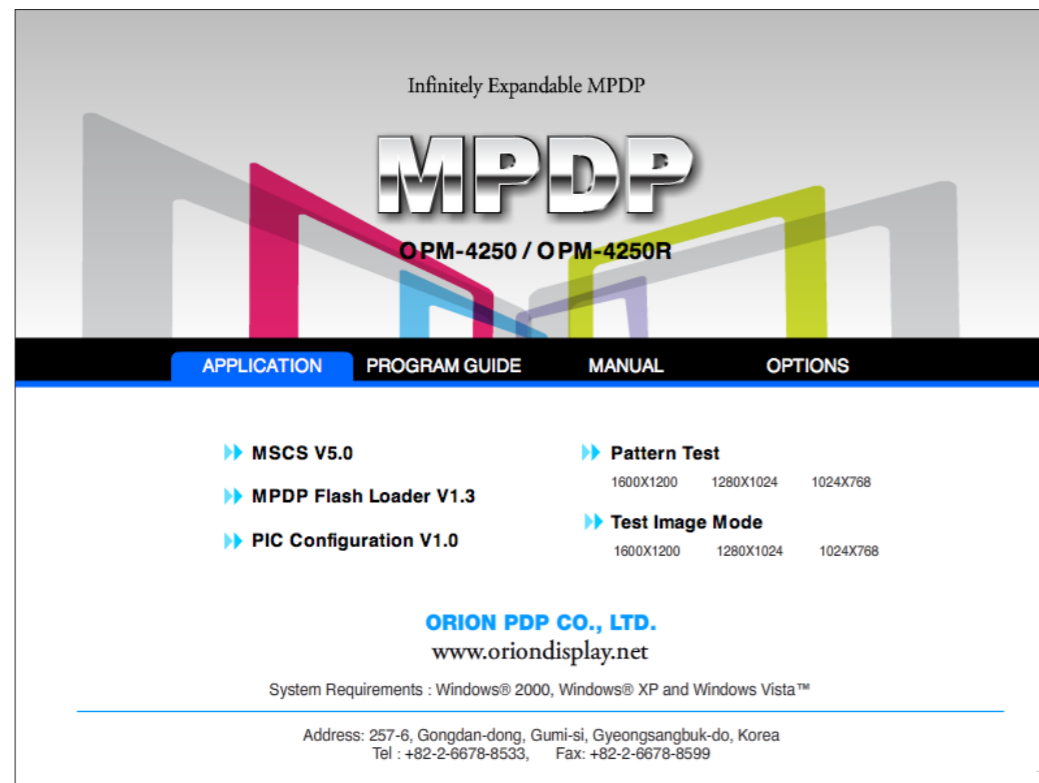 Infinitely Expandable MPDP
MPDP
OPM-4250 / OPM-4250R
APPLICATION PROGRAM GUIDE MANUAL OPTIONS
MSCS V5.0
MPDP Flash Loader V1.3
PIC Configuration V1.0
Pattern Test
1600X1200 1280X1024 1024X768
Test Image Mode
1600X1200 1280X1024 1024X768
ORION PDP CO., LTD.
www.oriondisplay.net
System Requirements : Windows® 2000, Windows® XP and Windows Vista™
Address: 257-6, Gongdan-dong, Gumi-si, Gyeongsangbuk-do, Korea
Tel : +82-2-6678-8533, Fax: +82-2-6678-8599